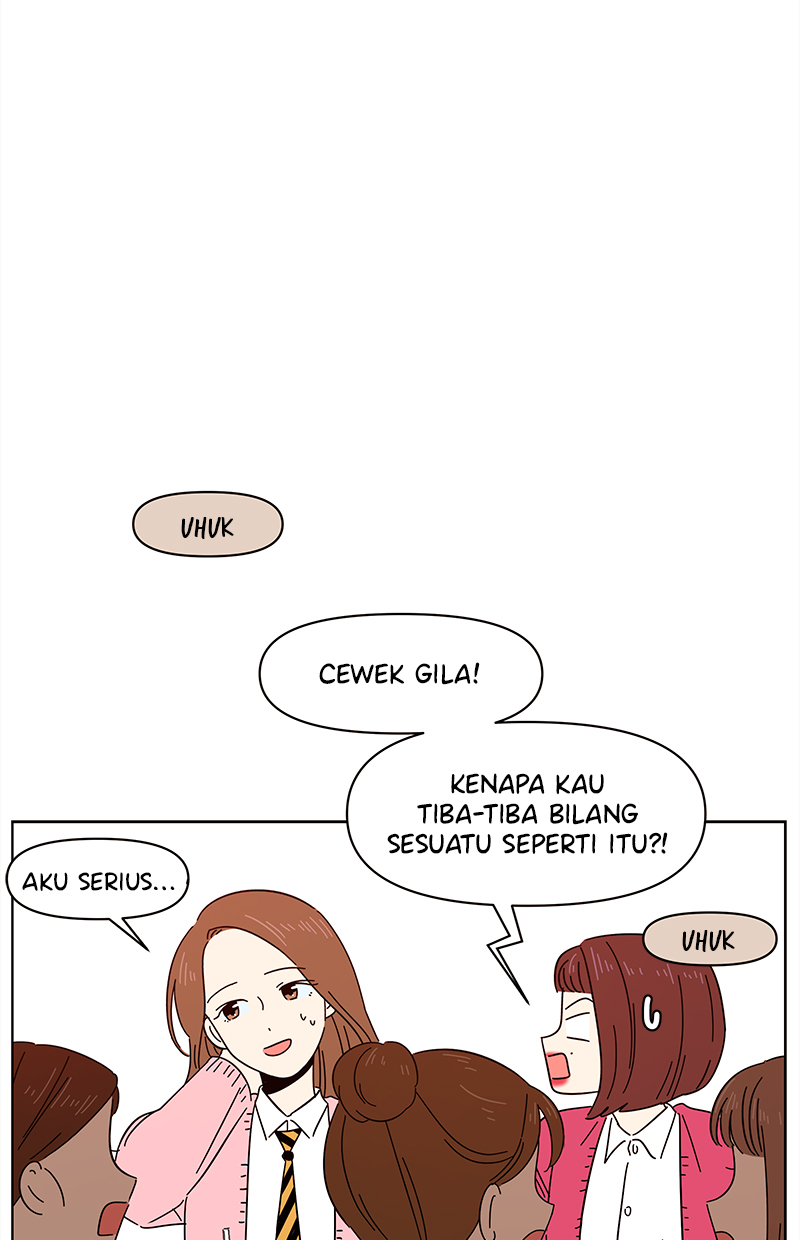 UHUK
CEWEK GILA!
KENAPA KAU
TIBA-TIBA BILANG
SESUATU SEPERTI ITU?!
AKU SERIUS...
UHUK